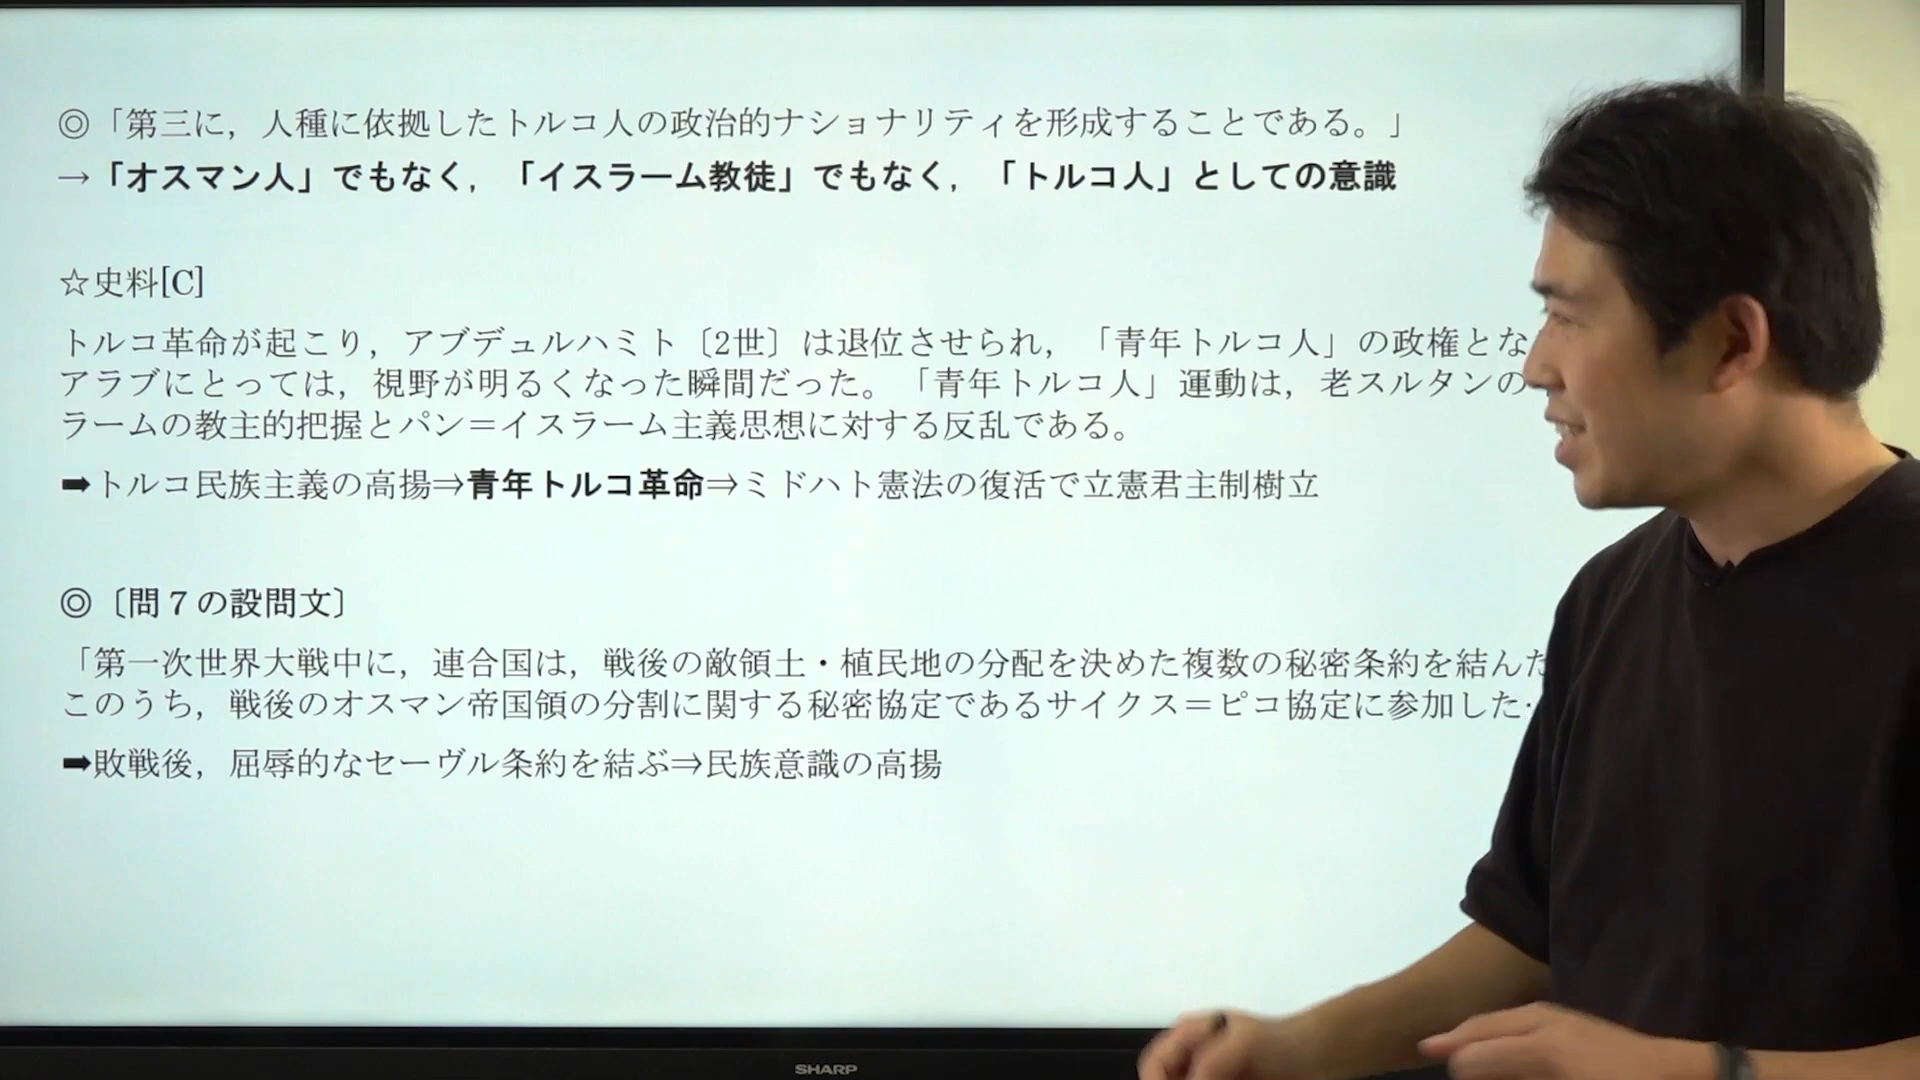 ◎「第三に，人種に依拠したトルコ人の政治的ナショナリティを形成することである。」
→「オスマン人」でもなく，「イスラーム教徒」でもなく，「トルコ人」としての意識
☆史料[C]
トルコ革命が起こり，アブデュルハミト〔2世〕は退位させられ，「青年トルコ人」の政権とな
アラブにとっては，視野が明るくなった瞬間だった。「青年トルコ人」運動は，老スルタンの
ラームの教主的把握とパン＝イスラーム主義思想に対する反乱である。
➡トルコ民族主義の高揚⇒青年トルコ革命⇒ミドハト憲法の復活で立憲君主制樹立
◎〔問７の設問文〕
「第一次世界大戦中に，連合国は，戦後の敵領土・植民地の分配を決めた複数の秘密条約を結んだ
このうち，戦後のオスマン帝国領の分割に関する秘密協定であるサイクス＝ピコ協定に参加した…
➡敗戦後，屈辱的なセーヴル条約を結ぶ⇒民族意識の高揚
SHARP